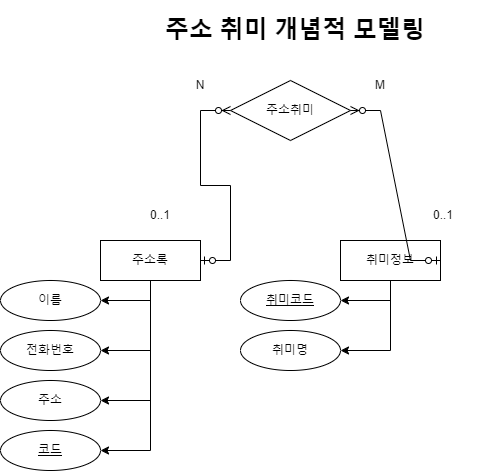 주소 취미 개념적 모델링
N
M
주소취미
0..1
0..1
주소록
취미정보
이름
취미코드
전화번호
취미명
주소
코드